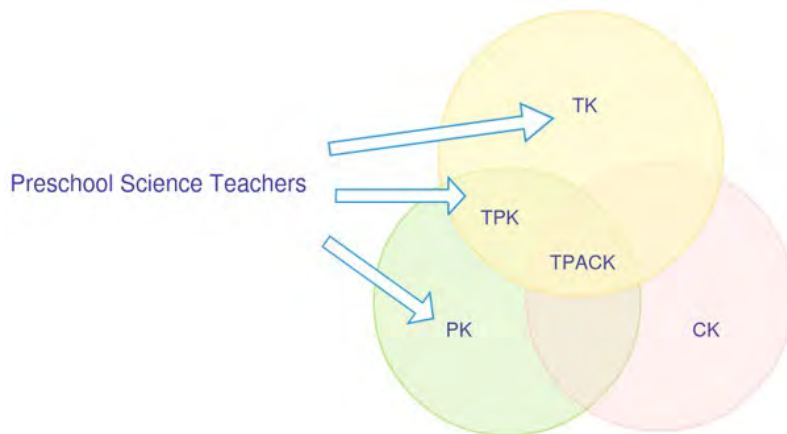 TK
Preschool Science Teachers
TPK
TPACK
PK
CK